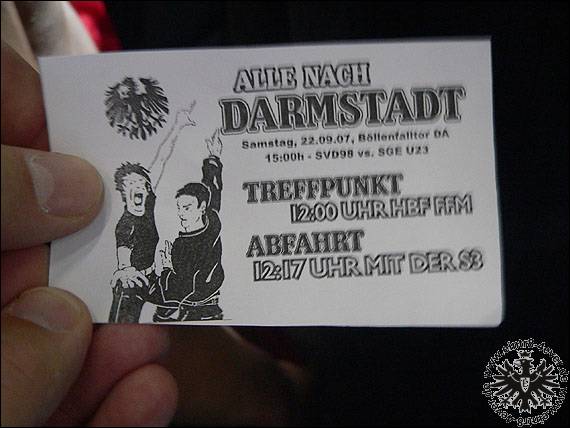 ALLE NACH
DARMSTADT
Samstag, 22.09.07, Böllenfalltor DA
15:00h - SVD98 vs. SGE U23
TREFFPUNKT
12:00 UHR HBF FFM
ABFAHRT
12:17 UHR MIT DER S3